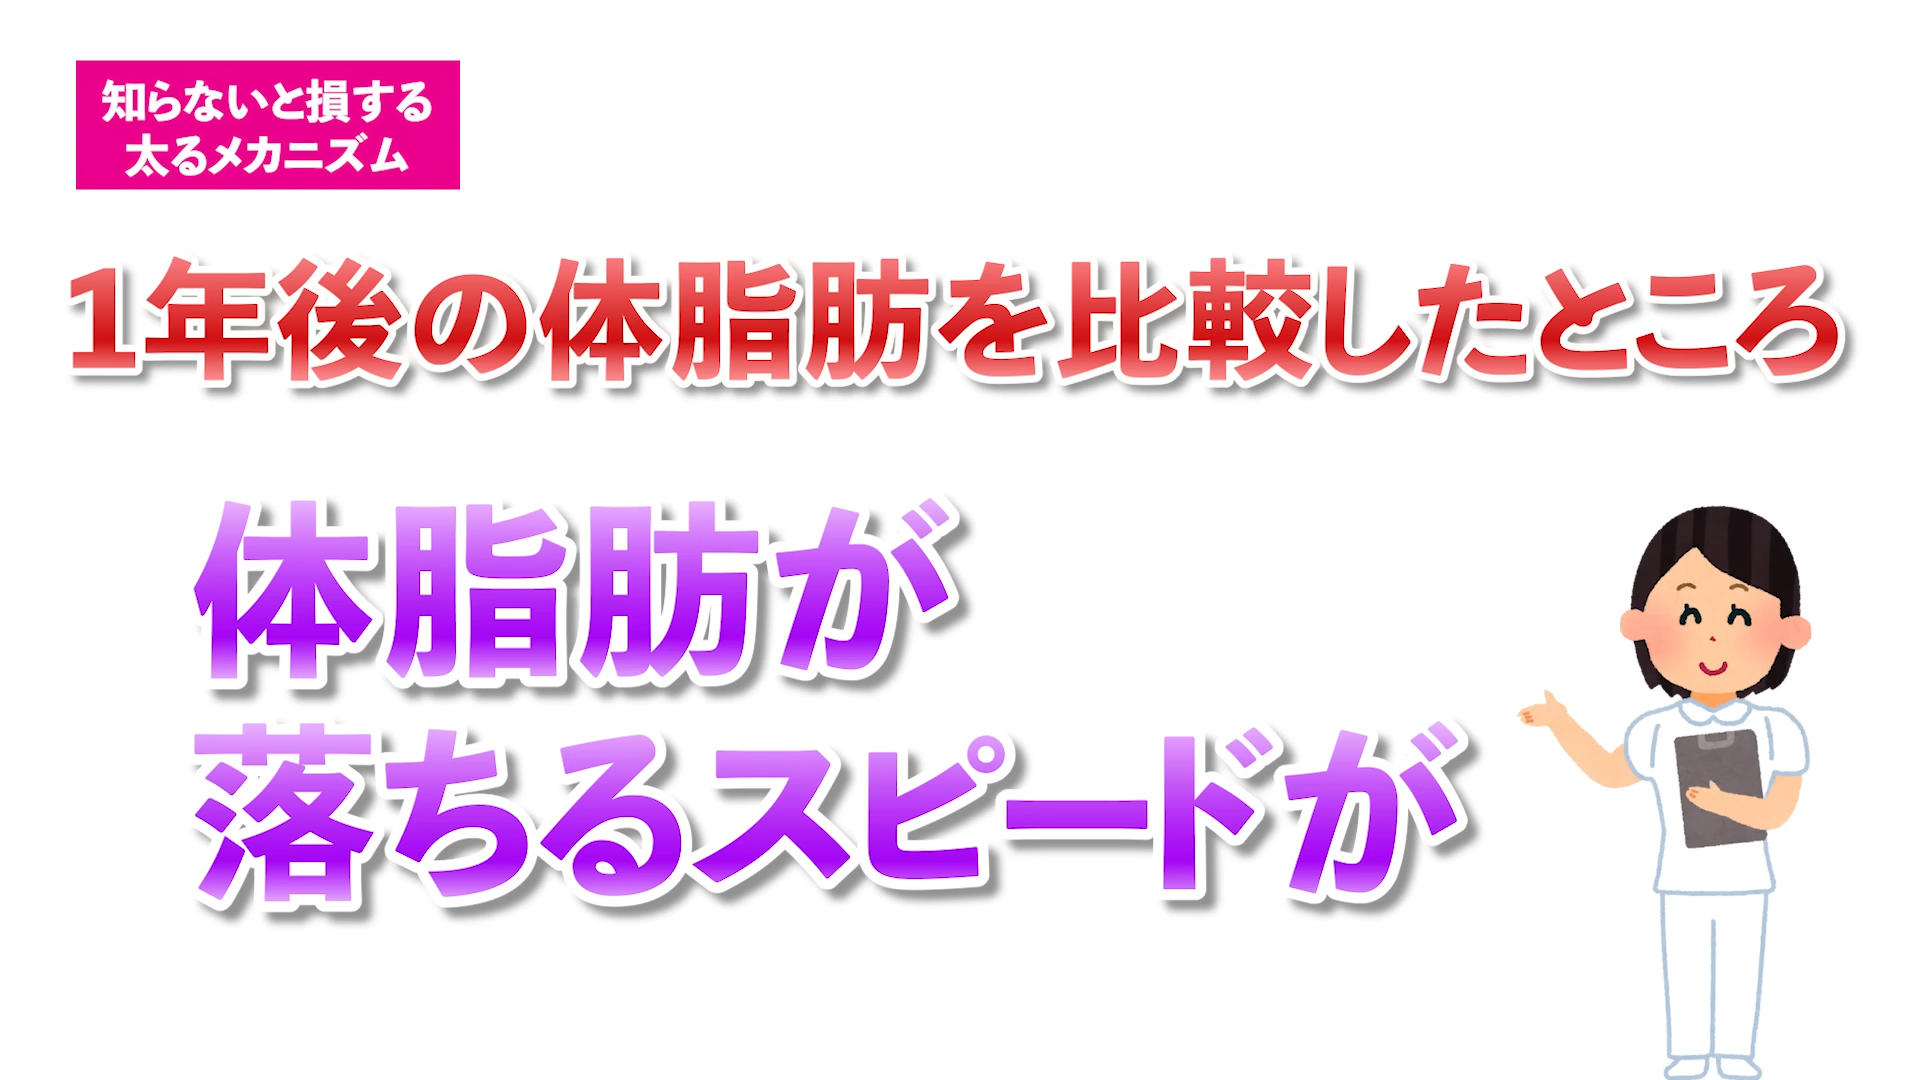 知らないと損する
太るメカニズム
1年後の体脂肪を比較したところ
体脂肪が
落ちるスピードが